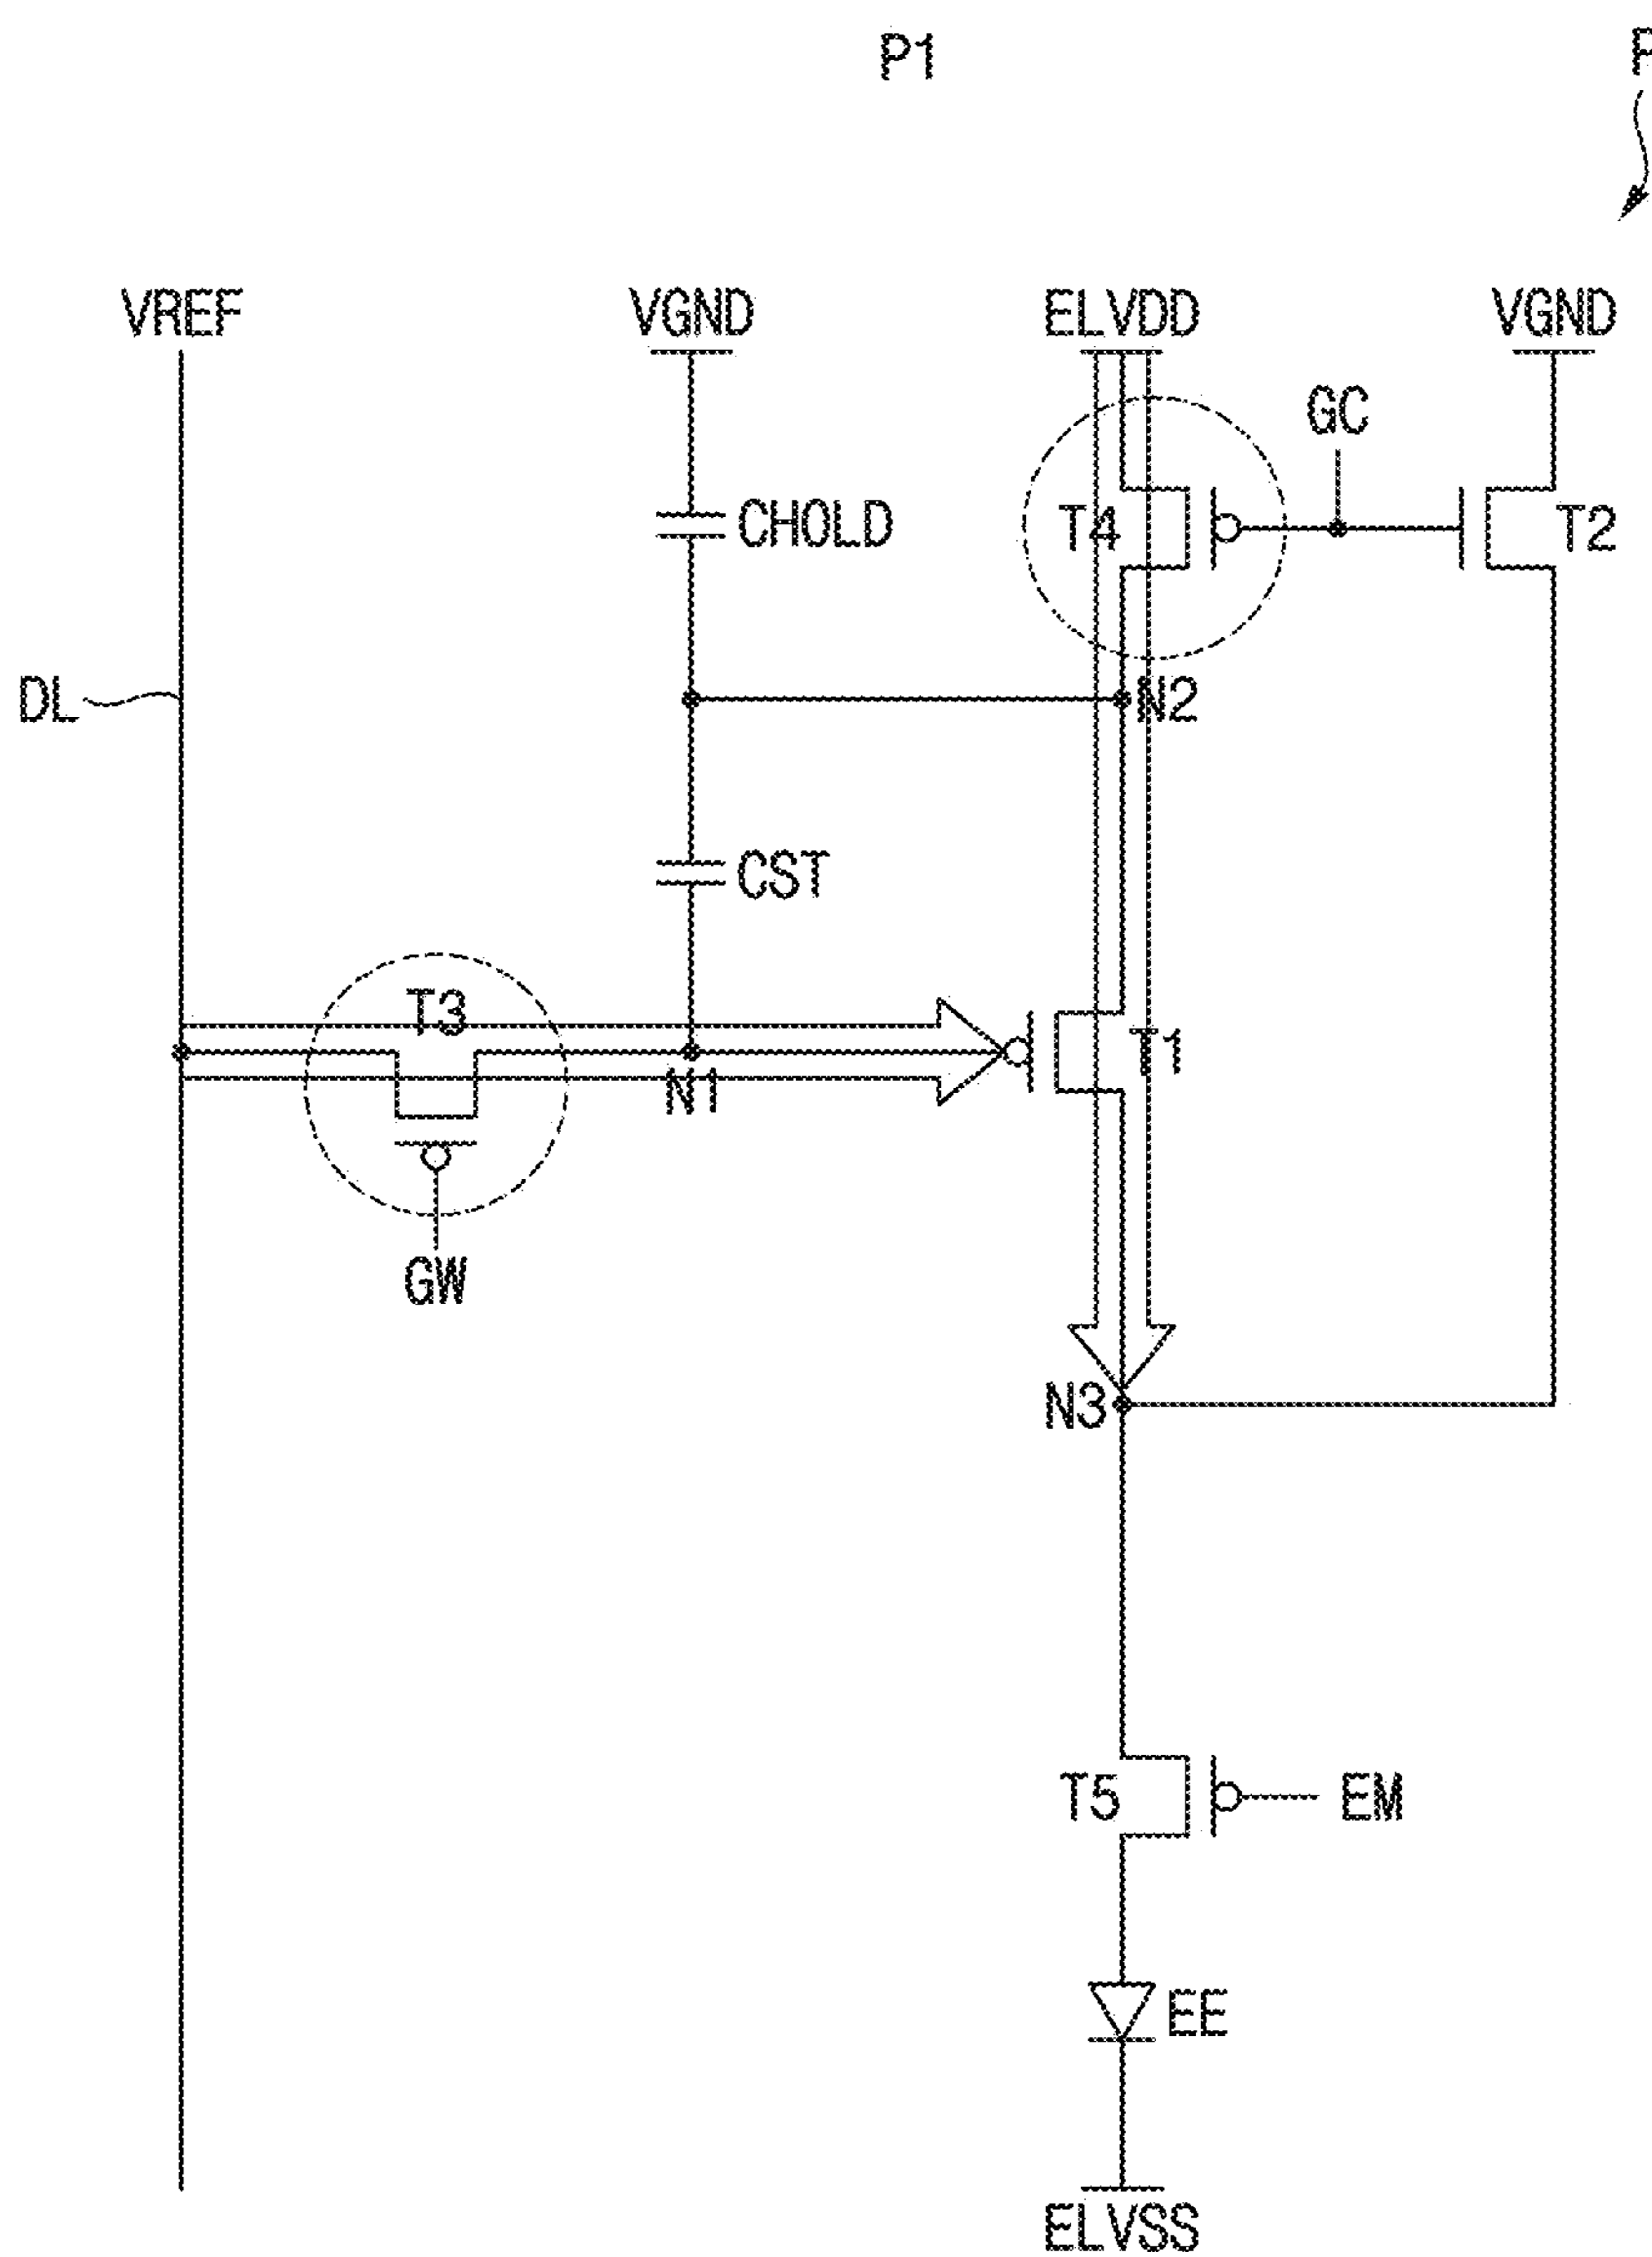 P1
P
VREF
VGND
ELVDD
VGND
GC
CHOLD
T4
T2
DL
N2
CST
T3
T1
N1
GW
N3
T5
EM
EE
ELVSS